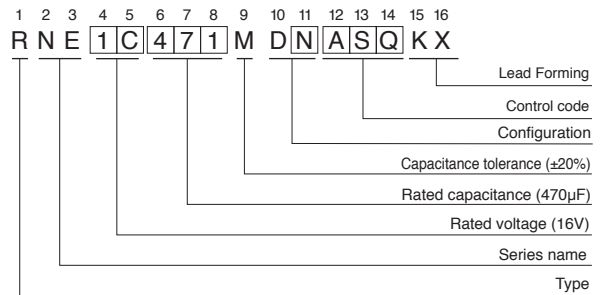 1 2 3 4 5 6 7 8 9 10 11 12 13 14 15 16
R N E 1 C 4 7 1 M D N A S Q K X
Lead Forming
Control code
Configuration
Capacitance tolerance (±20%)
Rated capacitance (470µF)
Rated voltage (16V)
Series name
Type